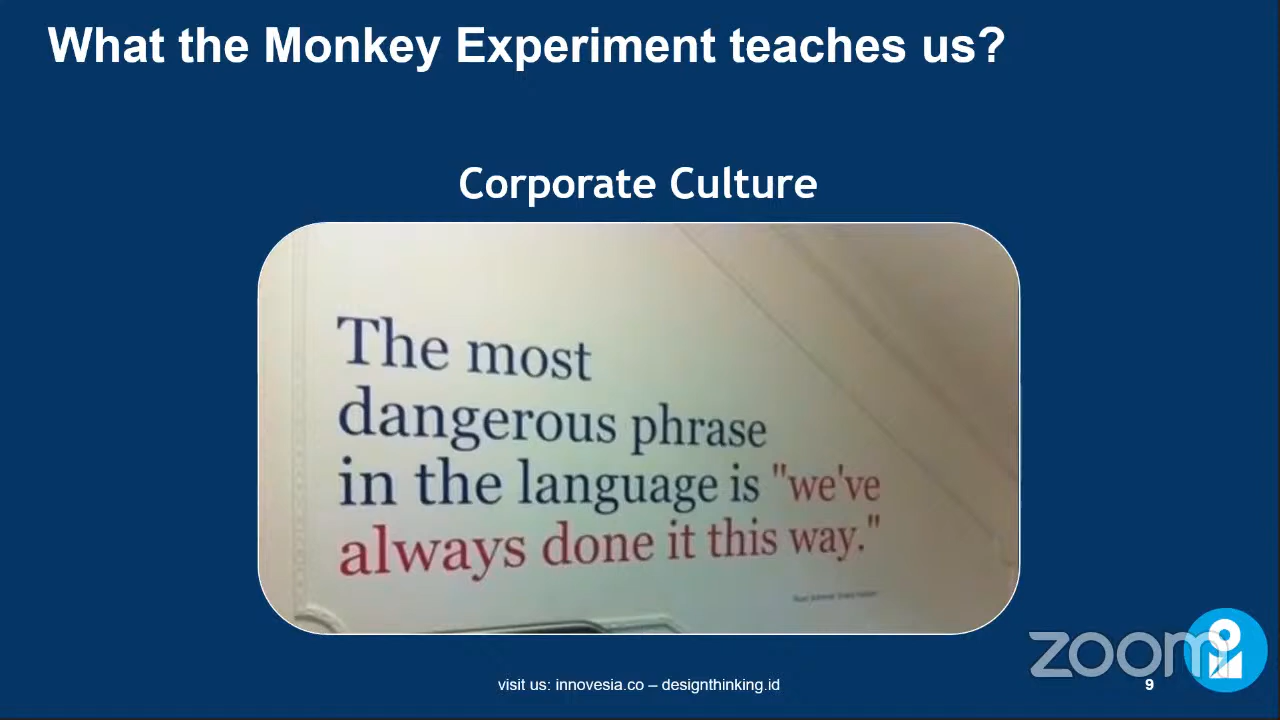 What the Monkey Experiment teaches us?
Corporate Culture
The most
dangerous phrase
in the language is "we've
always done it this way."
visit us: innovesia.co – designthinking.id
9
zoom